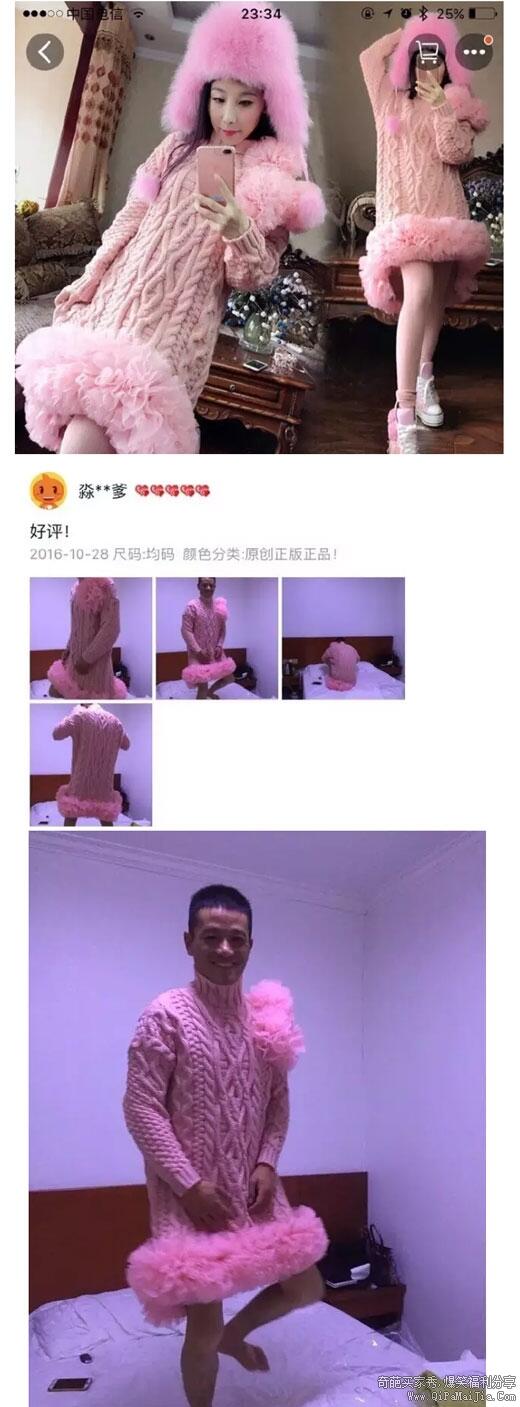 中国电信 23:34 25%
淼**爹
好评！
2016-10-28 尺码:均码 颜色分类:原创正版正品！
奇葩买家秀,爆笑福利分享
www.QiPaMaiJia.Com